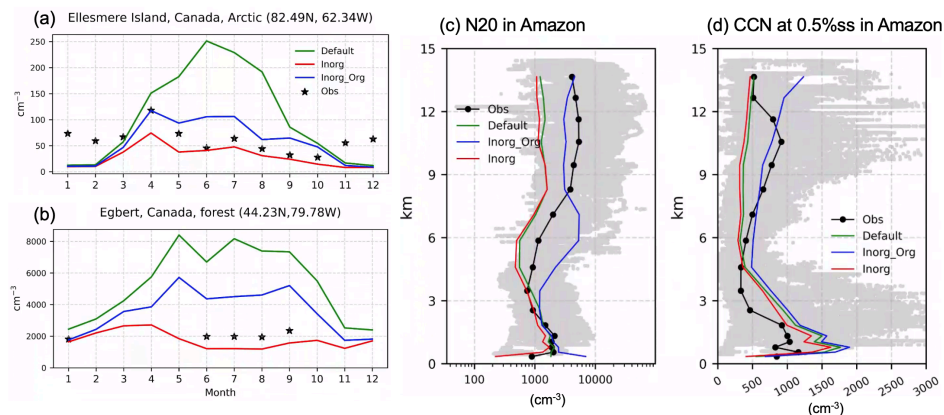 (a) Ellesmere Island, Canada, Arctic (82.49N, 62.34W)
250
200
150
100
50
0
cm⁻³
Default
Inorg
Inorg_Org
Obs
1 2 3 4 5 6 7 8 9 10 11 12
(b) Egbert, Canada, forest (44.23N,79.78W)
8000
6000
4000
2000
0
cm⁻³
1 2 3 4 5 6 7 8 9 10 11 12
Month
(c) N20 in Amazon
15
12
9
6
3
0
km
Obs
Default
Inorg_Org
Inorg
100 1000 10000
(cm⁻³)
(d) CCN at 0.5%ss in Amazon
15
12
9
6
3
0
km
Obs
Default
Inorg_Org
Inorg
0 500 1000 1500 2000 2500 3000
(cm⁻³)